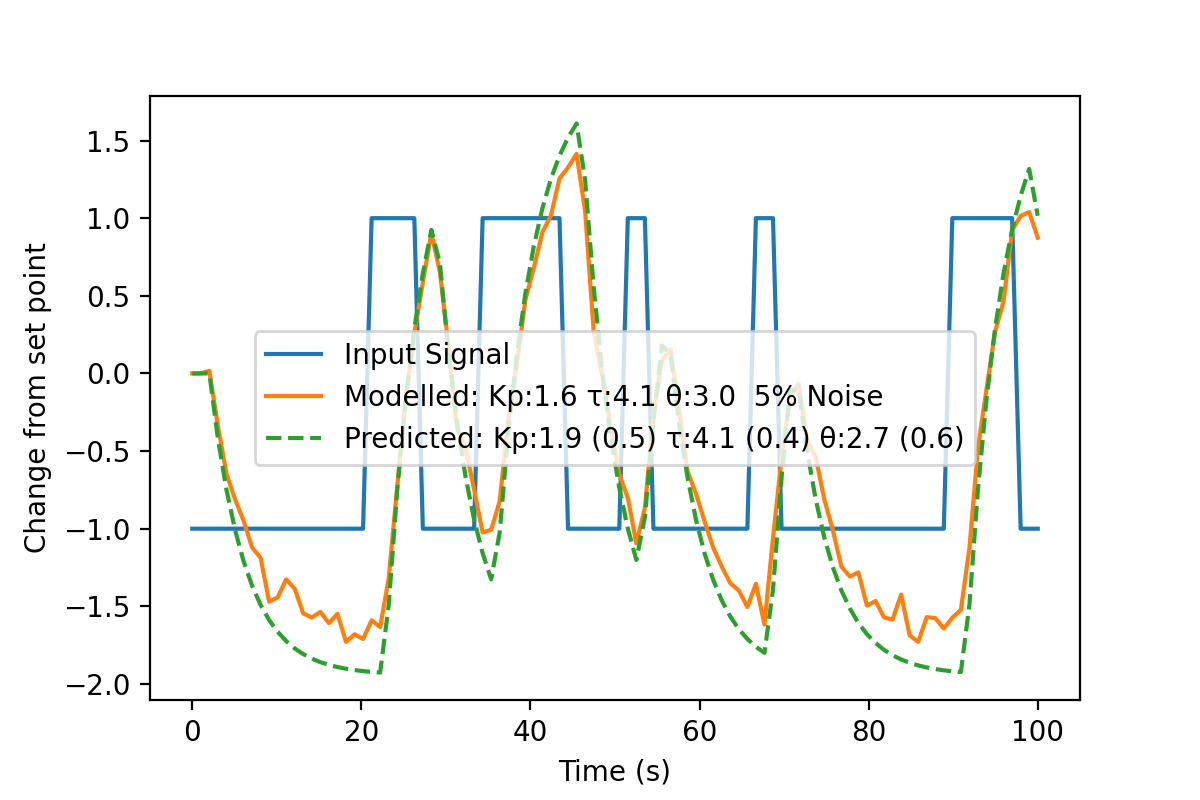 1.5
1.0
0.5
0.0
−0.5
−1.0
−1.5
−2.0
Change from set point
Input Signal
Modelled: Kp:1.6 τ:4.1 θ:3.0  5% Noise
Predicted: Kp:1.9 (0.5) τ:4.1 (0.4) θ:2.7 (0.6)
0 20 40 60 80 100
Time (s)